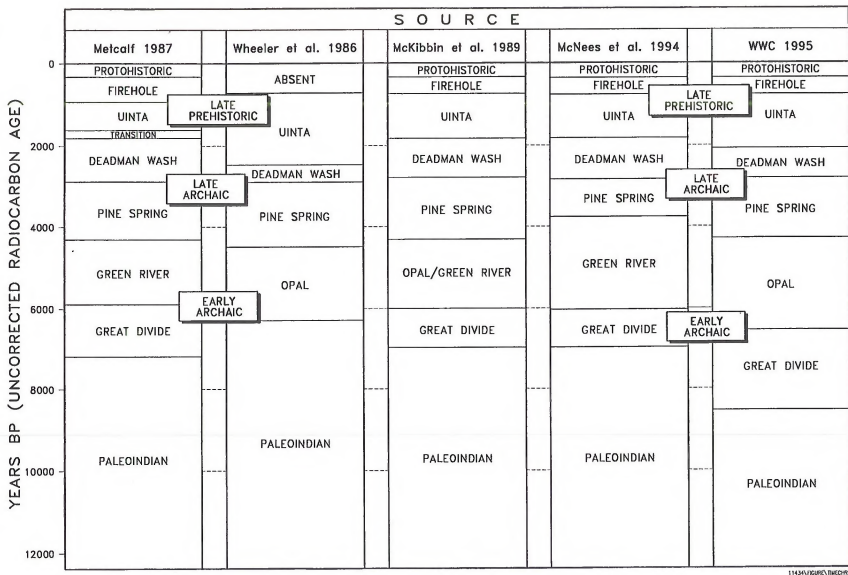 SOURCE
Metcalf 1987
Wheeler et al. 1986
McKibbin et al. 1989
McNees et al. 1994
WWC 1995
YEARS BP (UNCORRECTED RADIOCARBON AGE)
0
2000
4000
6000
8000
10000
12000
PROTOHISTORIC
FIREHOLE
UINTA
TRANSITION
DEADMAN WASH
PINE SPRING
GREEN RIVER
GREAT DIVIDE
PALEOINDIAN
LATE
PREHISTORIC
LATE
ARCHAIC
EARLY
ARCHAIC
ABSENT
UINTA
DEADMAN WASH
PINE SPRING
OPAL
PALEOINDIAN
PROTOHISTORIC
FIREHOLE
UINTA
DEADMAN WASH
PINE SPRING
OPAL/GREEN RIVER
GREAT DIVIDE
PALEOINDIAN
PROTOHISTORIC
FIREHOLE
UINTA
DEADMAN WASH
PINE SPRING
GREEN RIVER
GREAT DIVIDE
PALEOINDIAN
LATE
PREHISTORIC
LATE
ARCHAIC
EARLY
ARCHAIC
PROTOHISTORIC
FIREHOLE
UINTA
DEADMAN WASH
PINE SPRING
OPAL
GREAT DIVIDE
PALEOINDIAN